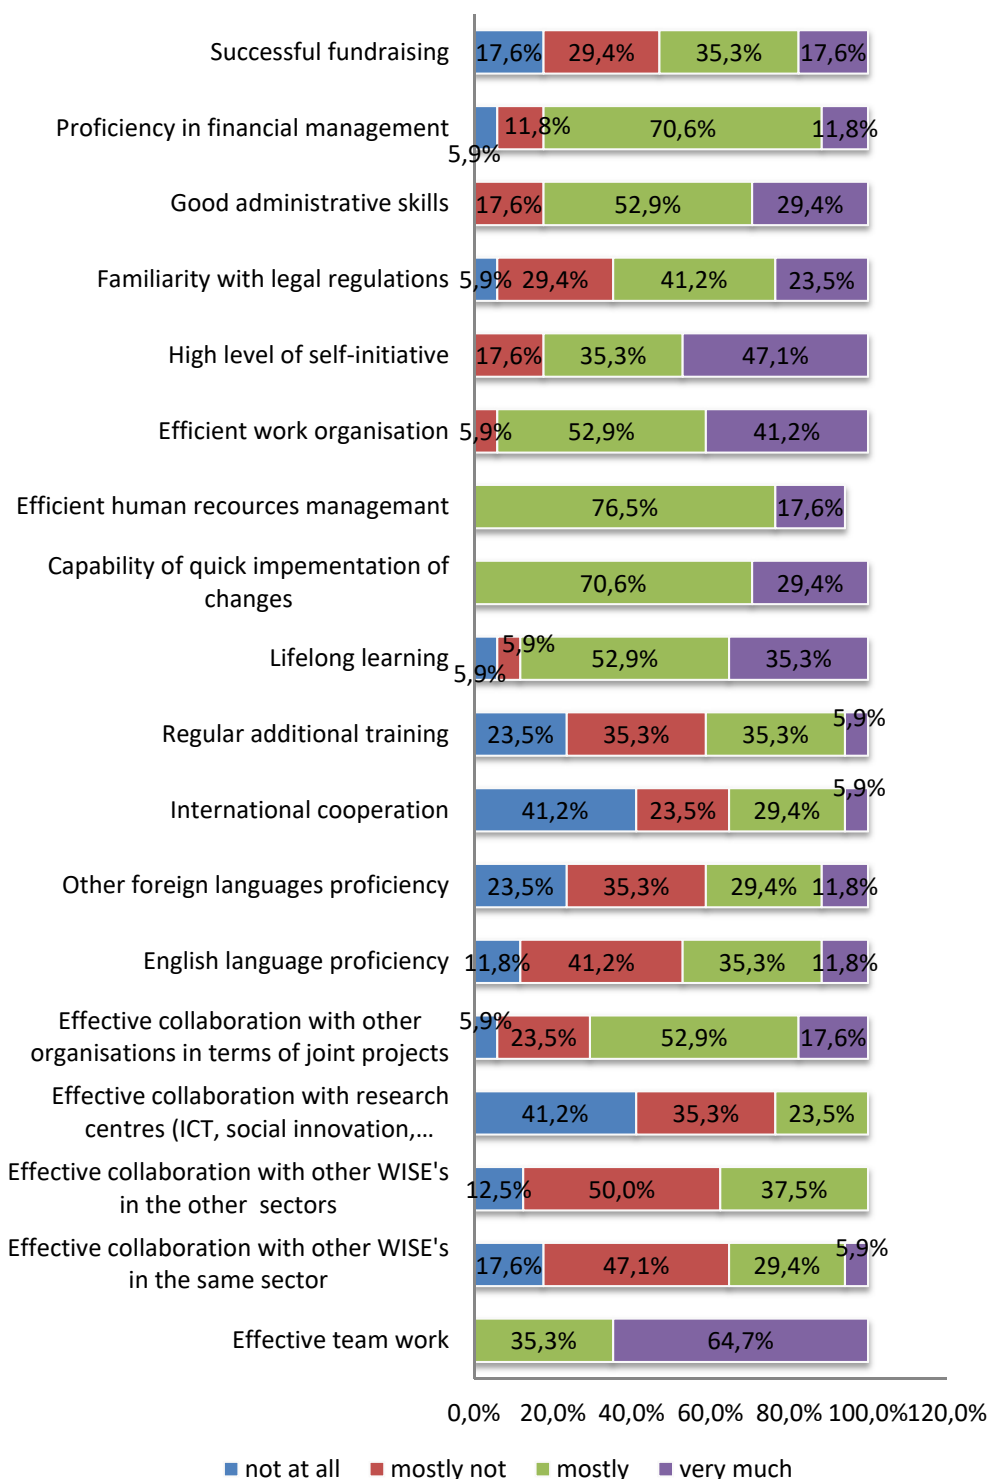 Successful fundraising 17,6% 29,4% 35,3% 17,6%
Proficiency in financial management 5,9% 11,8% 70,6% 11,8%
Good administrative skills 17,6% 52,9% 29,4%
Familiarity with legal regulations 5,9% 29,4% 41,2% 23,5%
High level of self-initiative 17,6% 35,3% 47,1%
Efficient work organisation 5,9% 52,9% 41,2%
Efficient human recources managemant 76,5% 17,6%
Capability of quick impementation of
changes 70,6% 29,4%
Lifelong learning 5,9% 5,9% 52,9% 35,3%
Regular additional training 23,5% 35,3% 35,3% 5,9%
International cooperation 41,2% 23,5% 29,4% 5,9%
Other foreign languages proficiency 23,5% 35,3% 29,4% 11,8%
English language proficiency 11,8% 41,2% 35,3% 11,8%
Effective collaboration with other
organisations in terms of joint projects 5,9% 23,5% 52,9% 17,6%
Effective collaboration with research
centres (ICT, social innovation,... 41,2% 35,3% 23,5%
Effective collaboration with other WISE's
in the other sectors 12,5% 50,0% 37,5%
Effective collaboration with other WISE's
in the same sector 17,6% 47,1% 29,4% 5,9%
Effective team work 35,3% 64,7%
0,0% 20,0% 40,0% 60,0% 80,0% 100,0% 120,0%
not at all mostly not mostly very much